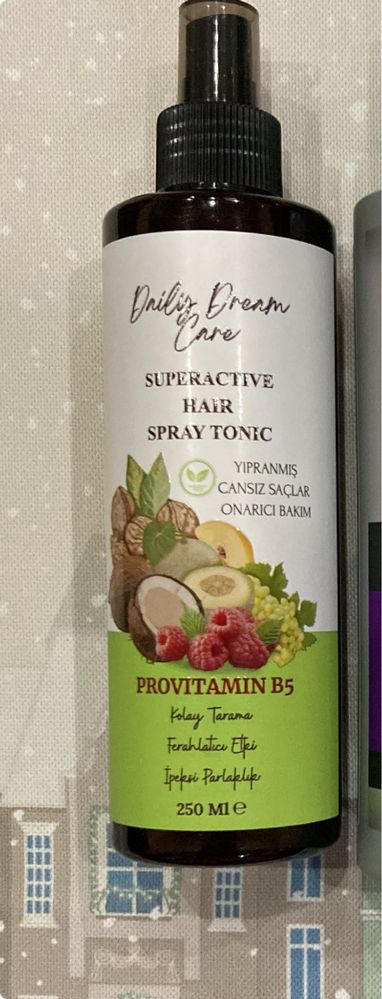 Daily Dream
Care
SUPERACTIVE
HAIR
SPRAY TONIC
YIPRANMIŞ
CANSIZ SAÇLAR
ONARICI BAKIM
PROVITAMIN B5
Kolay Tarama
Ferahlatıcı Etki
İpeksi Parlaklık
250 Ml ℮